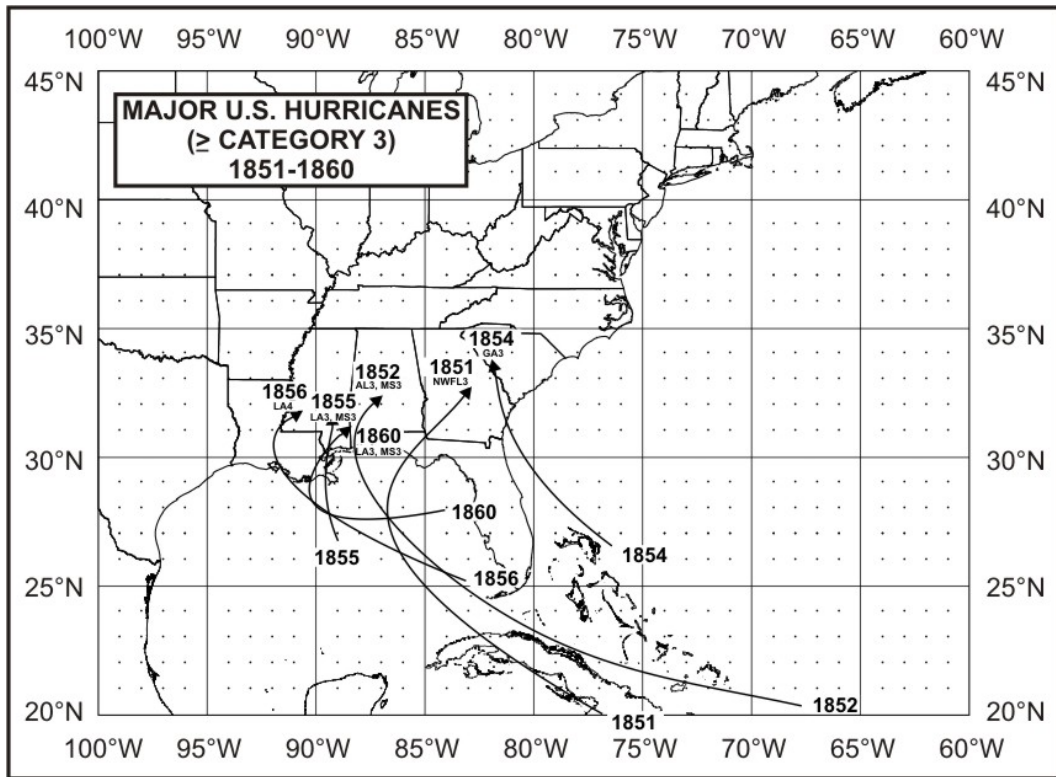 100°W 95°W 90°W 85°W 80°W 75°W 70°W 65°W 60°W
45°N 45°N
MAJOR U.S. HURRICANES
(≥ CATEGORY 3)
1851-1860
40°N 40°N
35°N 35°N
1854
GA3
1851
NWFL3
1852
AL3, MS3
1856
LA4
1855
LA3, MS3
1860
LA3, MS3
30°N 30°N
1860
1855
1854
1856
25°N 25°N
1852
1851
20°N 20°N
100°W 95°W 90°W 85°W 80°W 75°W 70°W 65°W 60°W